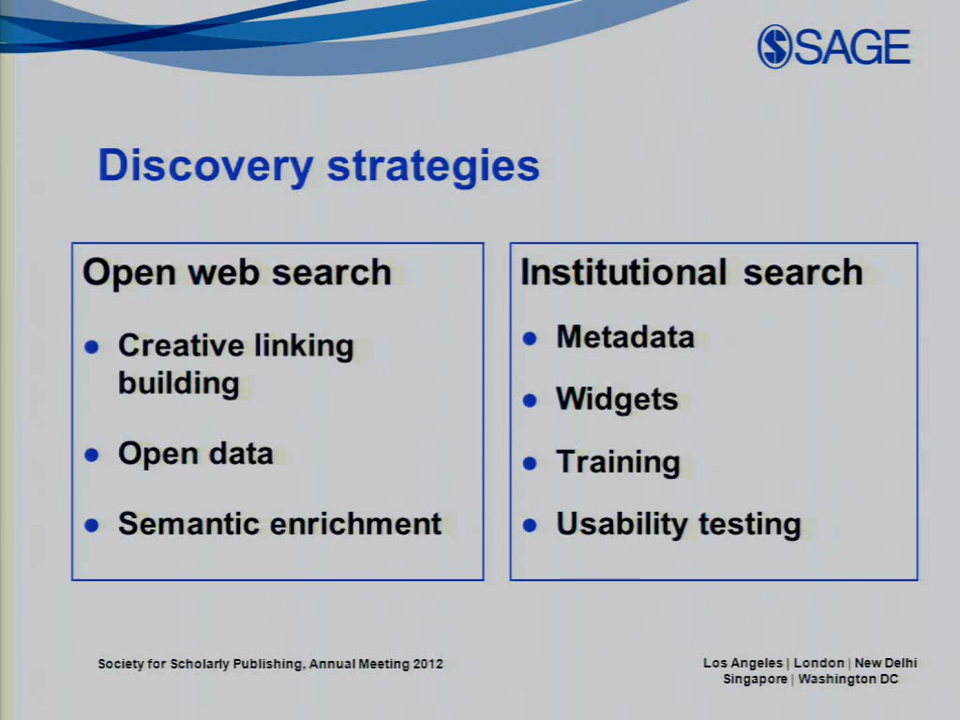 SAGE
Discovery strategies
Open web search
● Creative linking
building
● Open data
● Semantic enrichment
Institutional search
● Metadata
● Widgets
● Training
● Usability testing
Society for Scholarly Publishing, Annual Meeting 2012
Los Angeles | London | New Delhi
Singapore | Washington DC